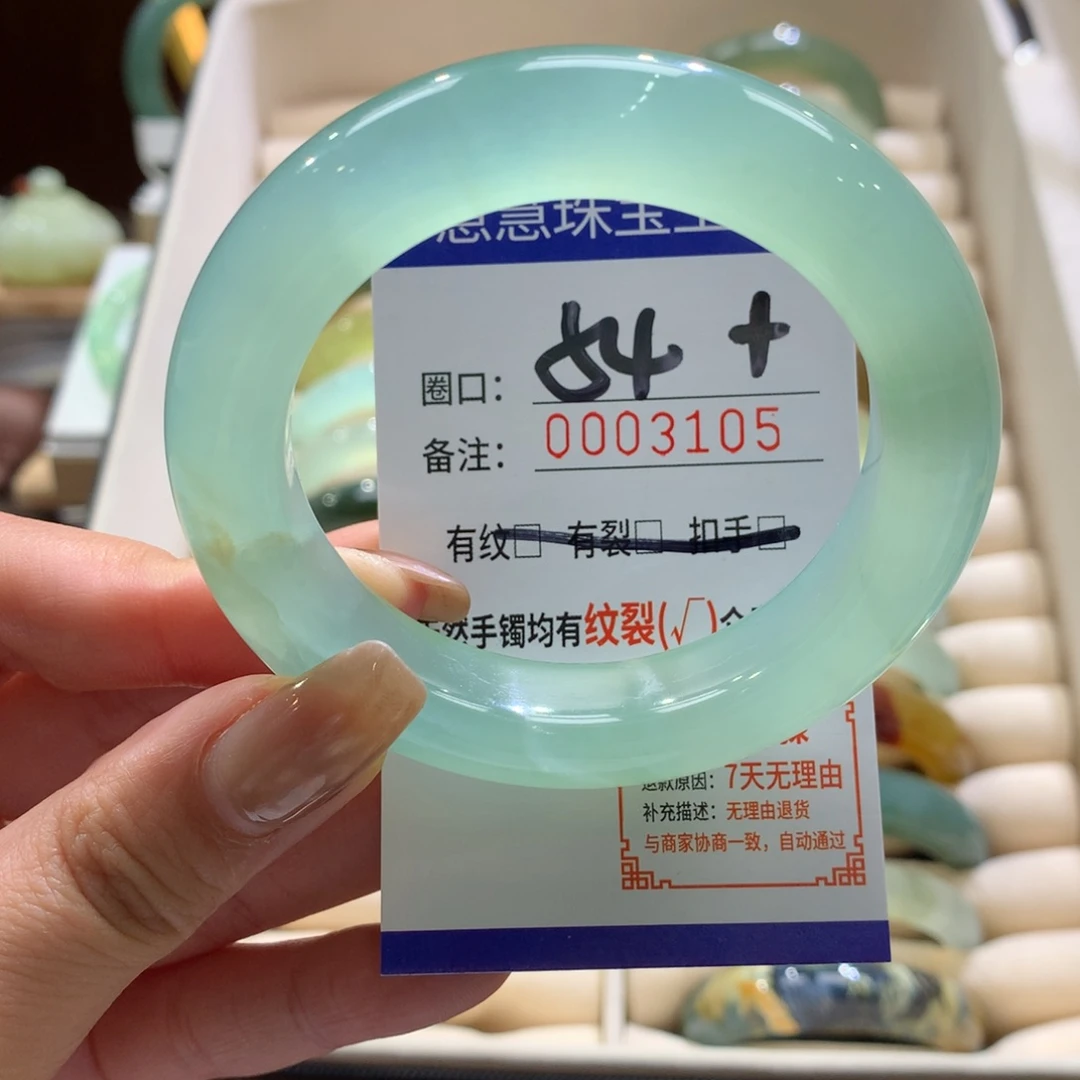 急珠宝
圈口： 54 +
备注： 0003105
有纹□ 有裂□ 扣手□
然手镯均有纹裂(√)
退款原因：7天无理由
补充描述：无理由退货
与商家协商一致，自动通过